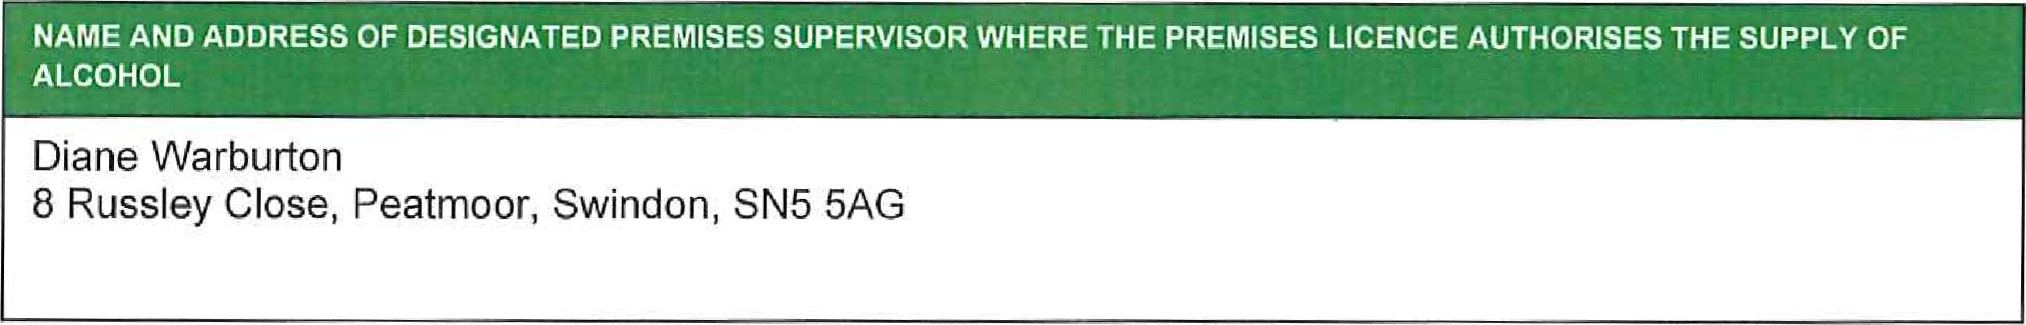 NAME AND ADDRESS OF DESIGNATED PREMISES SUPERVISOR WHERE THE PREMISES LICENCE AUTHORISES THE SUPPLY OF
ALCOHOL
Diane Warburton
8 Russley Close, Peatmoor, Swindon, SN5 5AG